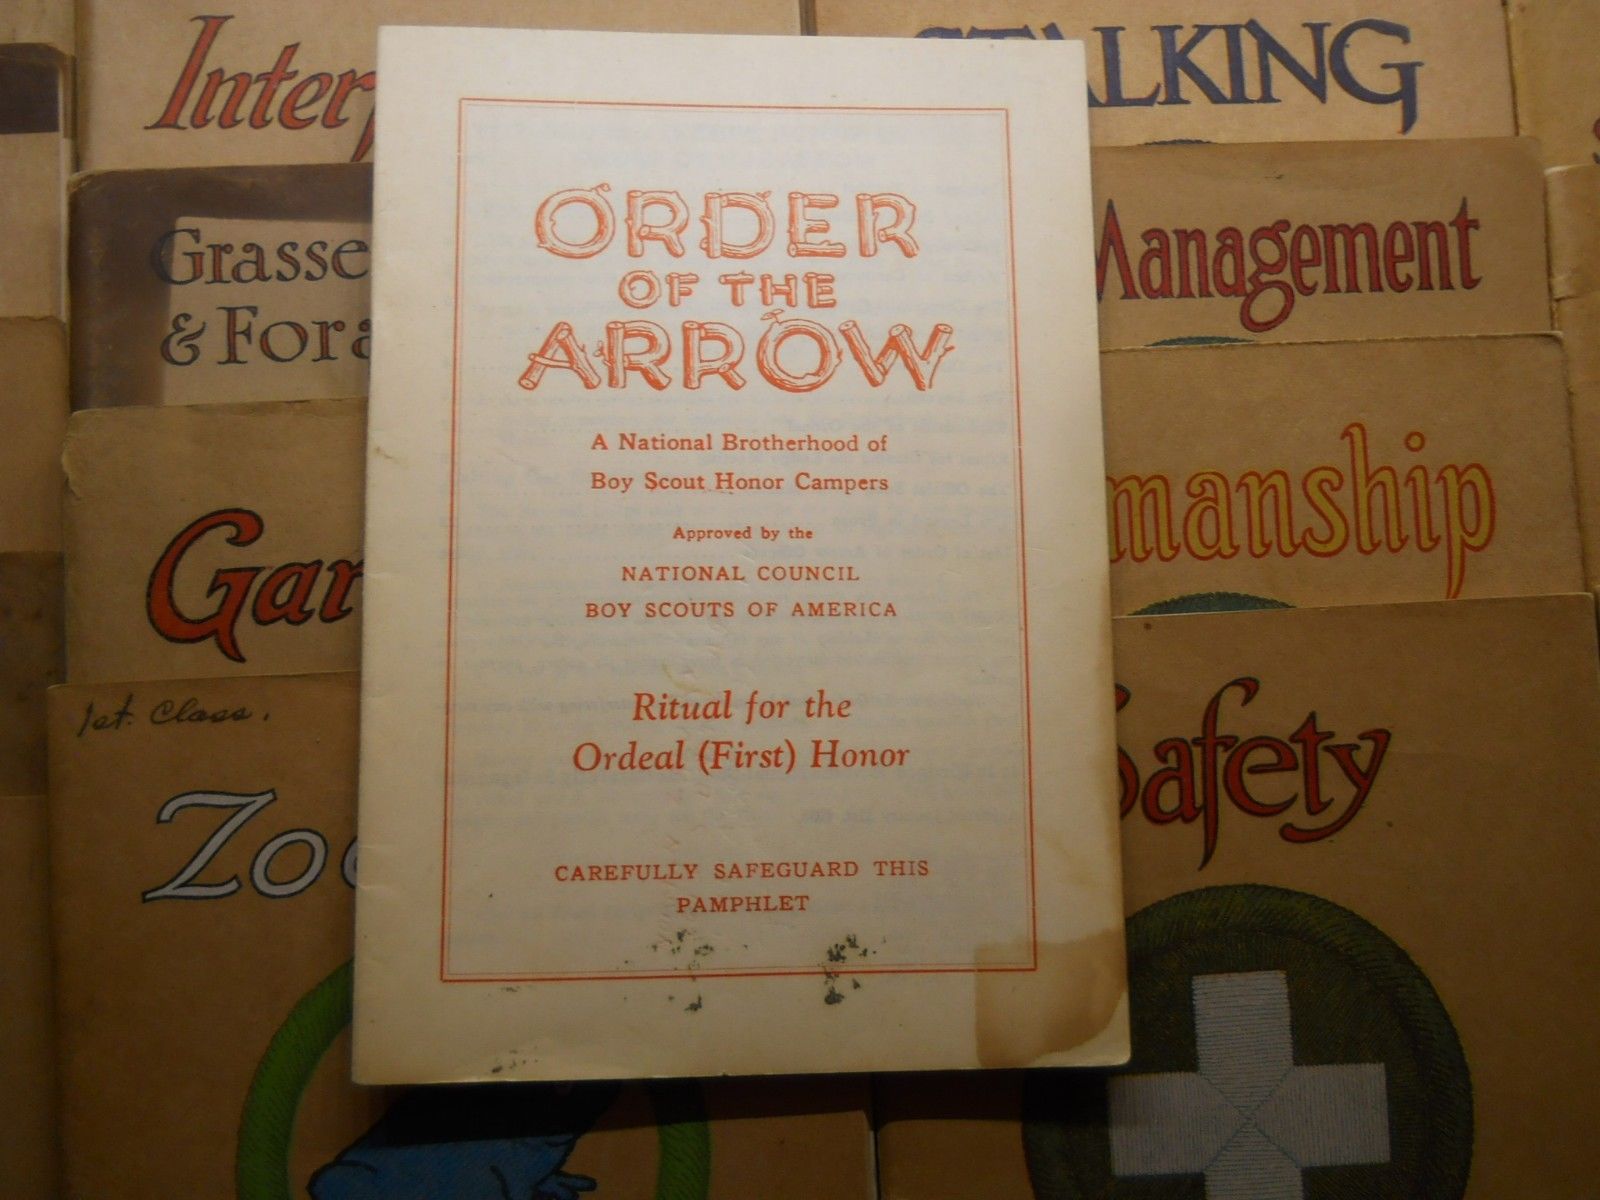 Inter
STALKING
Grasse
& Fora
Management
Gar
manship
1st. Class.
Zoo
Safety
ORDER
OF THE
ARROW
A National Brotherhood of
Boy Scout Honor Campers
Approved by the
NATIONAL COUNCIL
BOY SCOUTS OF AMERICA
Ritual for the
Ordeal (First) Honor
CAREFULLY SAFEGUARD THIS
PAMPHLET